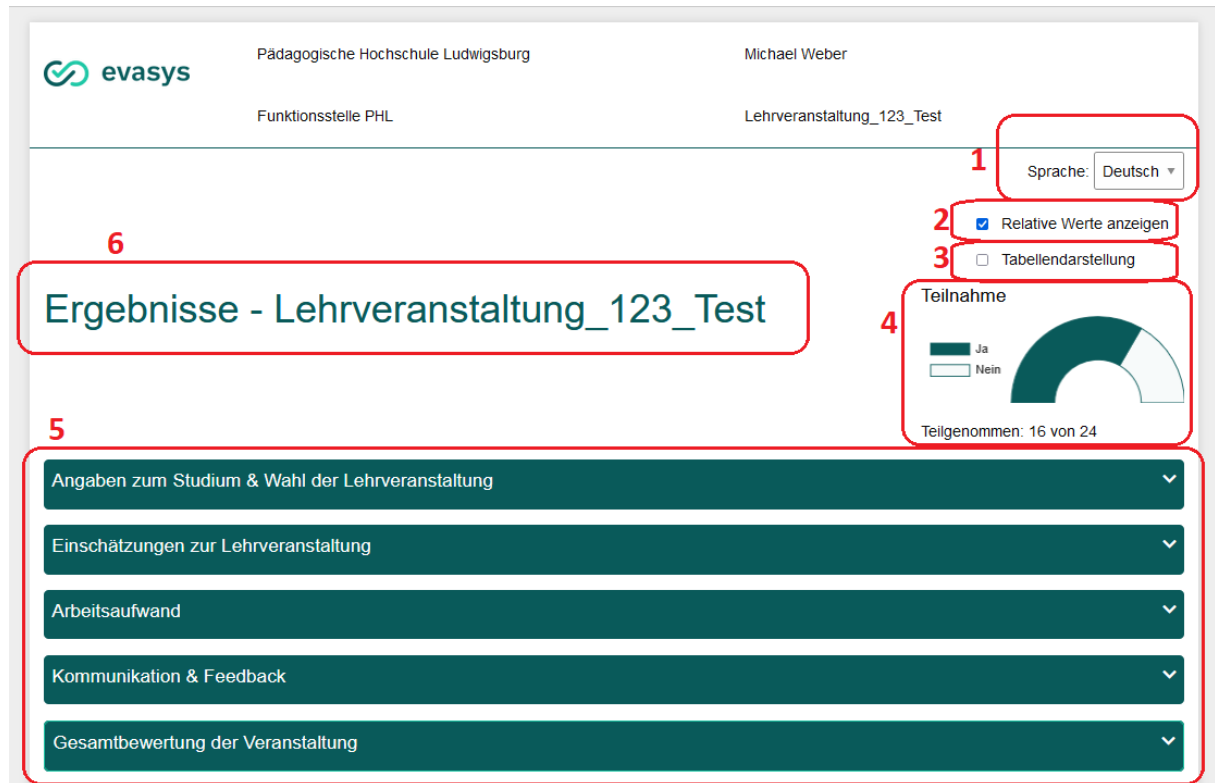 evasys
Pädagogische Hochschule Ludwigsburg
Michael Weber
Funktionsstelle PHL
Lehrveranstaltung_123_Test
1
Sprache: Deutsch
2
Relative Werte anzeigen
3
Tabellendarstellung
6
Ergebnisse - Lehrveranstaltung_123_Test
4
Teilnahme
Ja
Nein
Teilgenommen: 16 von 24
5
Angaben zum Studium & Wahl der Lehrveranstaltung
Einschätzungen zur Lehrveranstaltung
Arbeitsaufwand
Kommunikation & Feedback
Gesamtbewertung der Veranstaltung